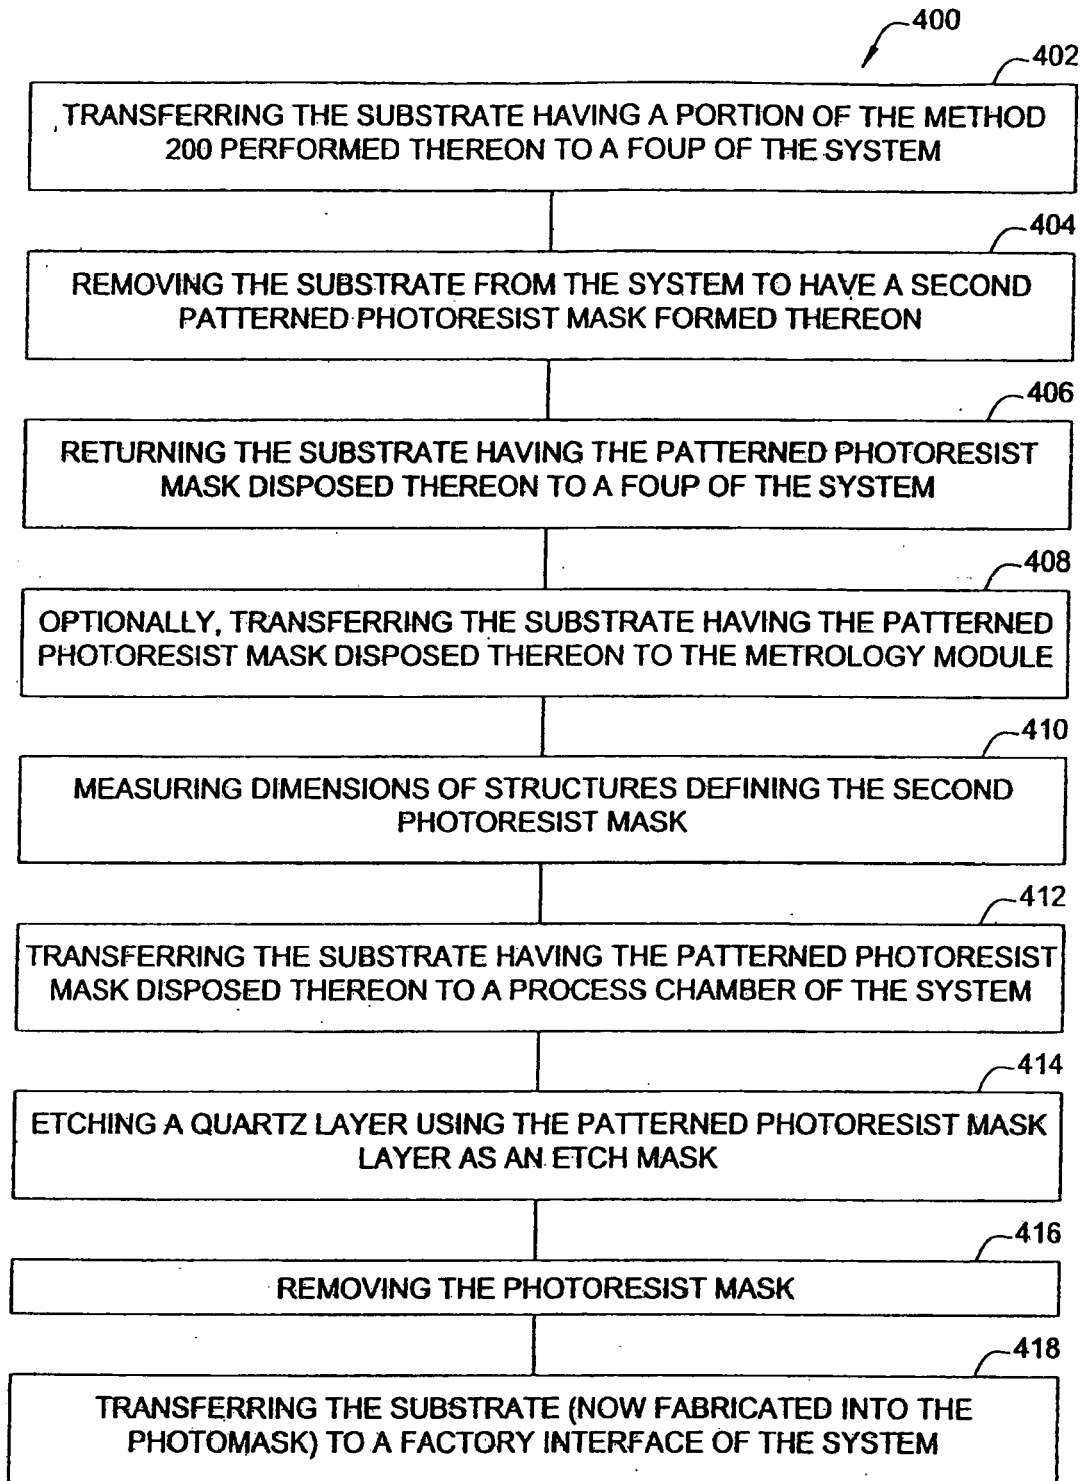 400
402
TRANSFERRING THE SUBSTRATE HAVING A PORTION OF THE METHOD
200 PERFORMED THEREON TO A FOUP OF THE SYSTEM
404
REMOVING THE SUBSTRATE FROM THE SYSTEM TO HAVE A SECOND
PATTERNED PHOTORESIST MASK FORMED THEREON
406
RETURNING THE SUBSTRATE HAVING THE PATTERNED PHOTORESIST
MASK DISPOSED THEREON TO A FOUP OF THE SYSTEM
408
OPTIONALLY, TRANSFERRING THE SUBSTRATE HAVING THE PATTERNED
PHOTORESIST MASK DISPOSED THEREON TO THE METROLOGY MODULE
410
MEASURING DIMENSIONS OF STRUCTURES DEFINING THE SECOND
PHOTORESIST MASK
412
TRANSFERRING THE SUBSTRATE HAVING THE PATTERNED PHOTORESIST
MASK DISPOSED THEREON TO A PROCESS CHAMBER OF THE SYSTEM
414
ETCHING A QUARTZ LAYER USING THE PATTERNED PHOTORESIST MASK
LAYER AS AN ETCH MASK
416
REMOVING THE PHOTORESIST MASK
418
TRANSFERRING THE SUBSTRATE (NOW FABRICATED INTO THE
PHOTOMASK) TO A FACTORY INTERFACE OF THE SYSTEM